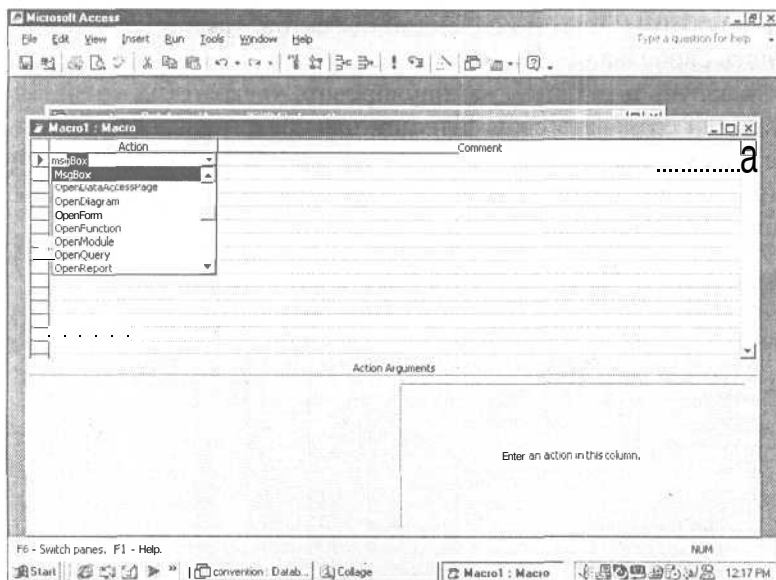 Microsoft Access
File Edit View Insert Run Tools Window Help
Type a question for help
Macro1 : Macro
Action
Comment
msgBox
MsgBox
OpenDataAccessPage
OpenDiagram
OpenForm
OpenFunction
OpenModule
OpenQuery
OpenReport
Action Arguments
Enter an action in this column.
F6 - Switch panes. F1 - Help.
NUM
Start
convention : Datab...
Collage
Macro1 : Macro
12:17 PM